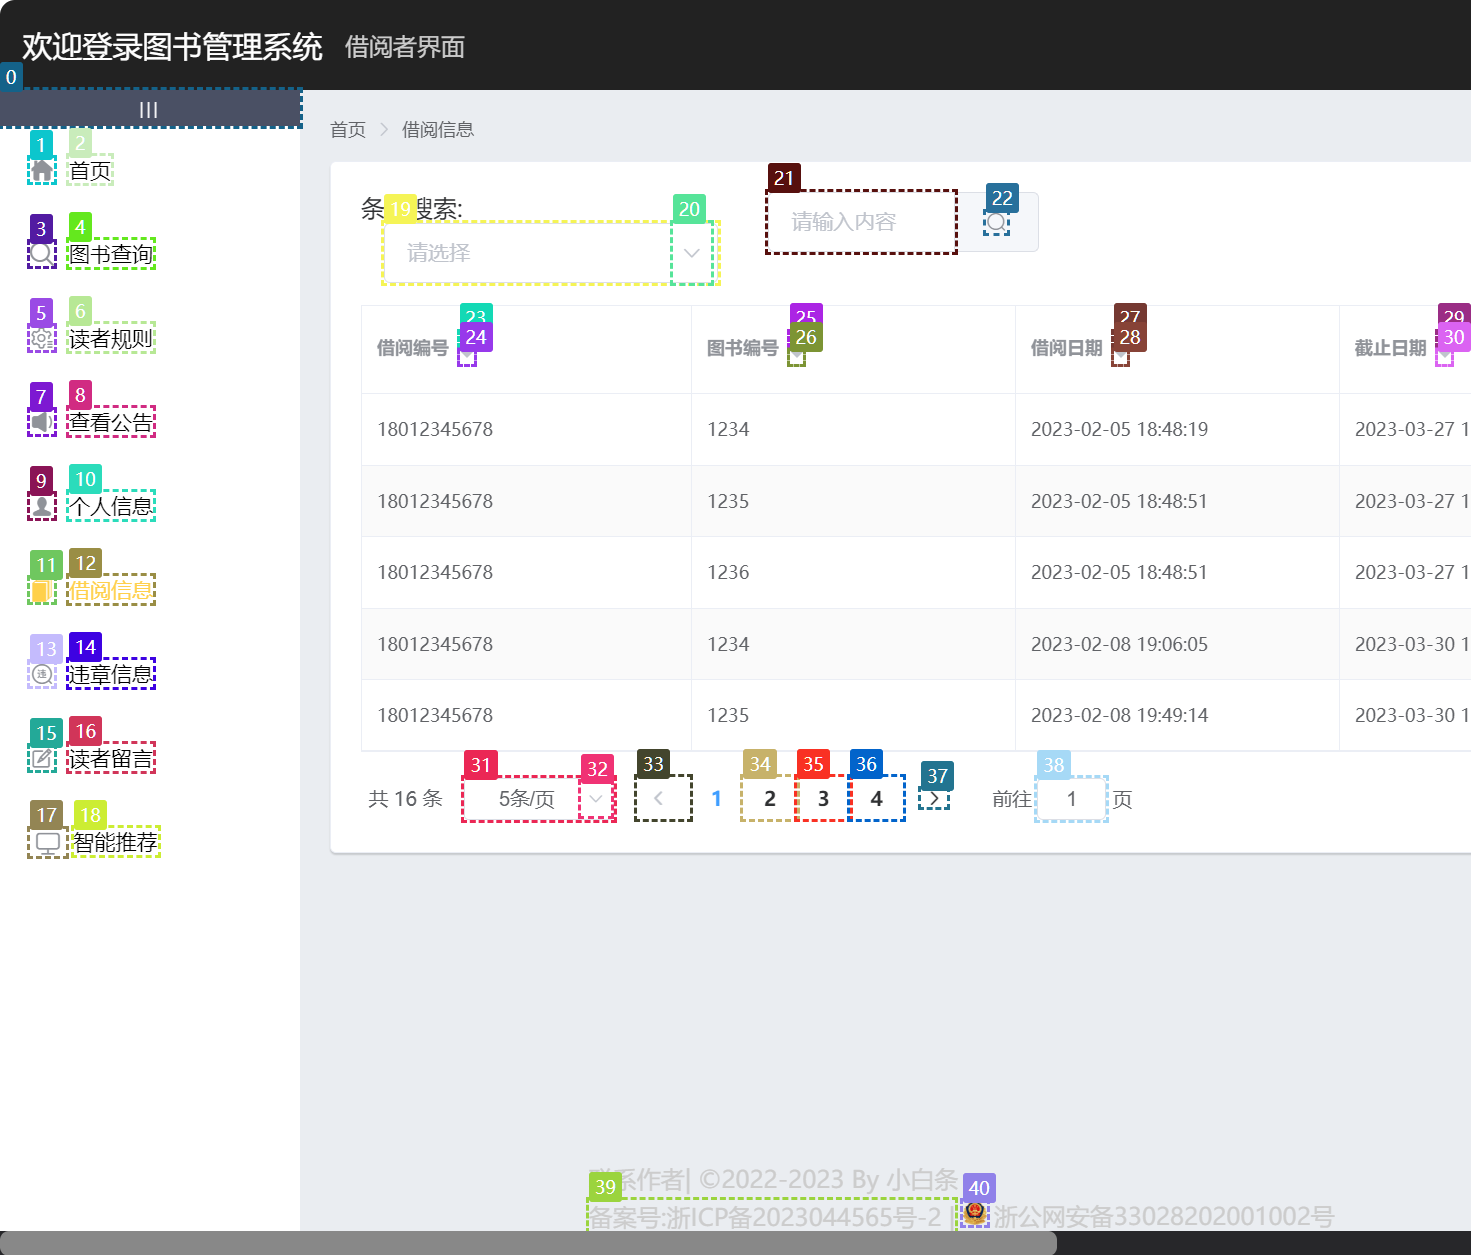 欢迎登录图书管理系统 借阅者界面
0
|||
首页 > 借阅信息
1 2
首页
3 4
图书查询
5 6
读者规则
7 8
查看公告
9 10
个人信息
11 12
借阅信息
13 14
违章信息
15 16
读者留言
17 18
智能推荐
条 搜索:
19 20 21 22
请选择
请输入内容
23 25 27 29
24 26 28 30
借阅编号 图书编号 借阅日期 截止日期
18012345678 1234 2023-02-05 18:48:19 2023-03-27 1
18012345678 1235 2023-02-05 18:48:51 2023-03-27 1
18012345678 1236 2023-02-05 18:48:51 2023-03-27 1
18012345678 1234 2023-02-08 19:06:05 2023-03-30 1
18012345678 1235 2023-02-08 19:49:14 2023-03-30 1
31 32 33 34 35 36 37 38
共 16 条 5条/页 < 1 2 3 4 > 前往 1 页
系作者| ©2022-2023 By 小白条
39 40
备案号:浙ICP备2023044565号-2 | 浙公网安备33028202001002号